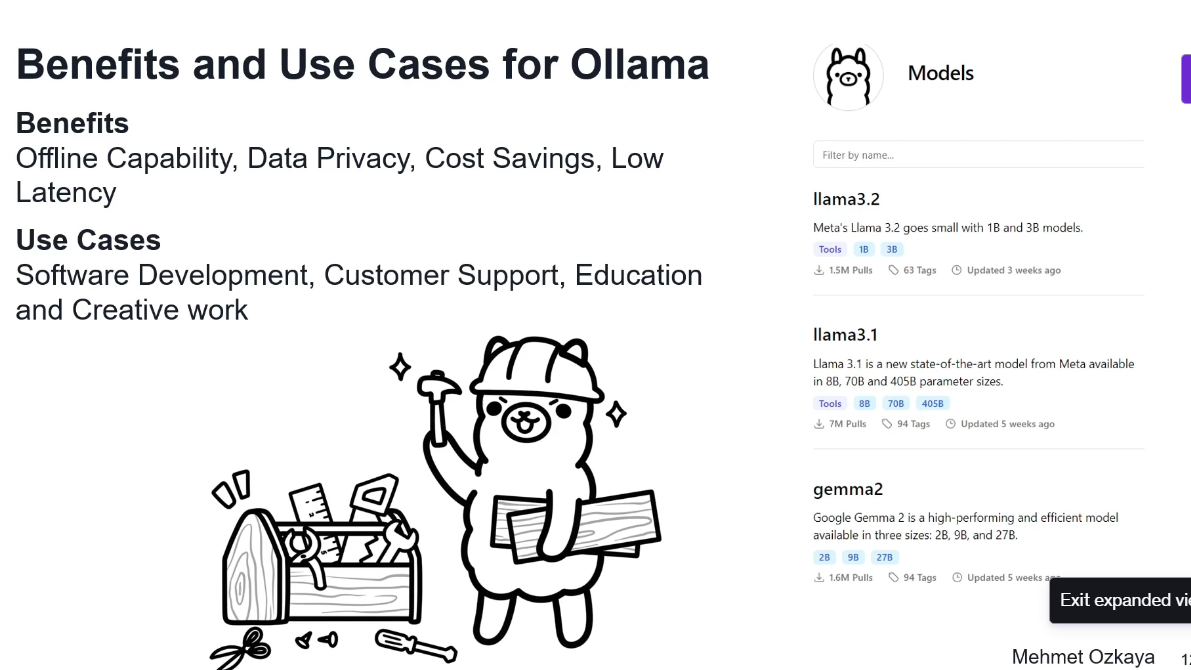 Benefits and Use Cases for Ollama
Benefits
Offline Capability, Data Privacy, Cost Savings, Low
Latency
Use Cases
Software Development, Customer Support, Education
and Creative work
Models
Filter by name...
llama3.2
Meta's Llama 3.2 goes small with 1B and 3B models.
Tools 1B 3B
1.5M Pulls 63 Tags Updated 3 weeks ago
llama3.1
Llama 3.1 is a new state-of-the-art model from Meta available
in 8B, 70B and 405B parameter sizes.
Tools 8B 70B 405B
7M Pulls 94 Tags Updated 5 weeks ago
gemma2
Google Gemma 2 is a high-performing and efficient model
available in three sizes: 2B, 9B, and 27B.
2B 9B 27B
1.6M Pulls 94 Tags Updated 5 weeks
Exit expanded
Mehmet Ozkaya